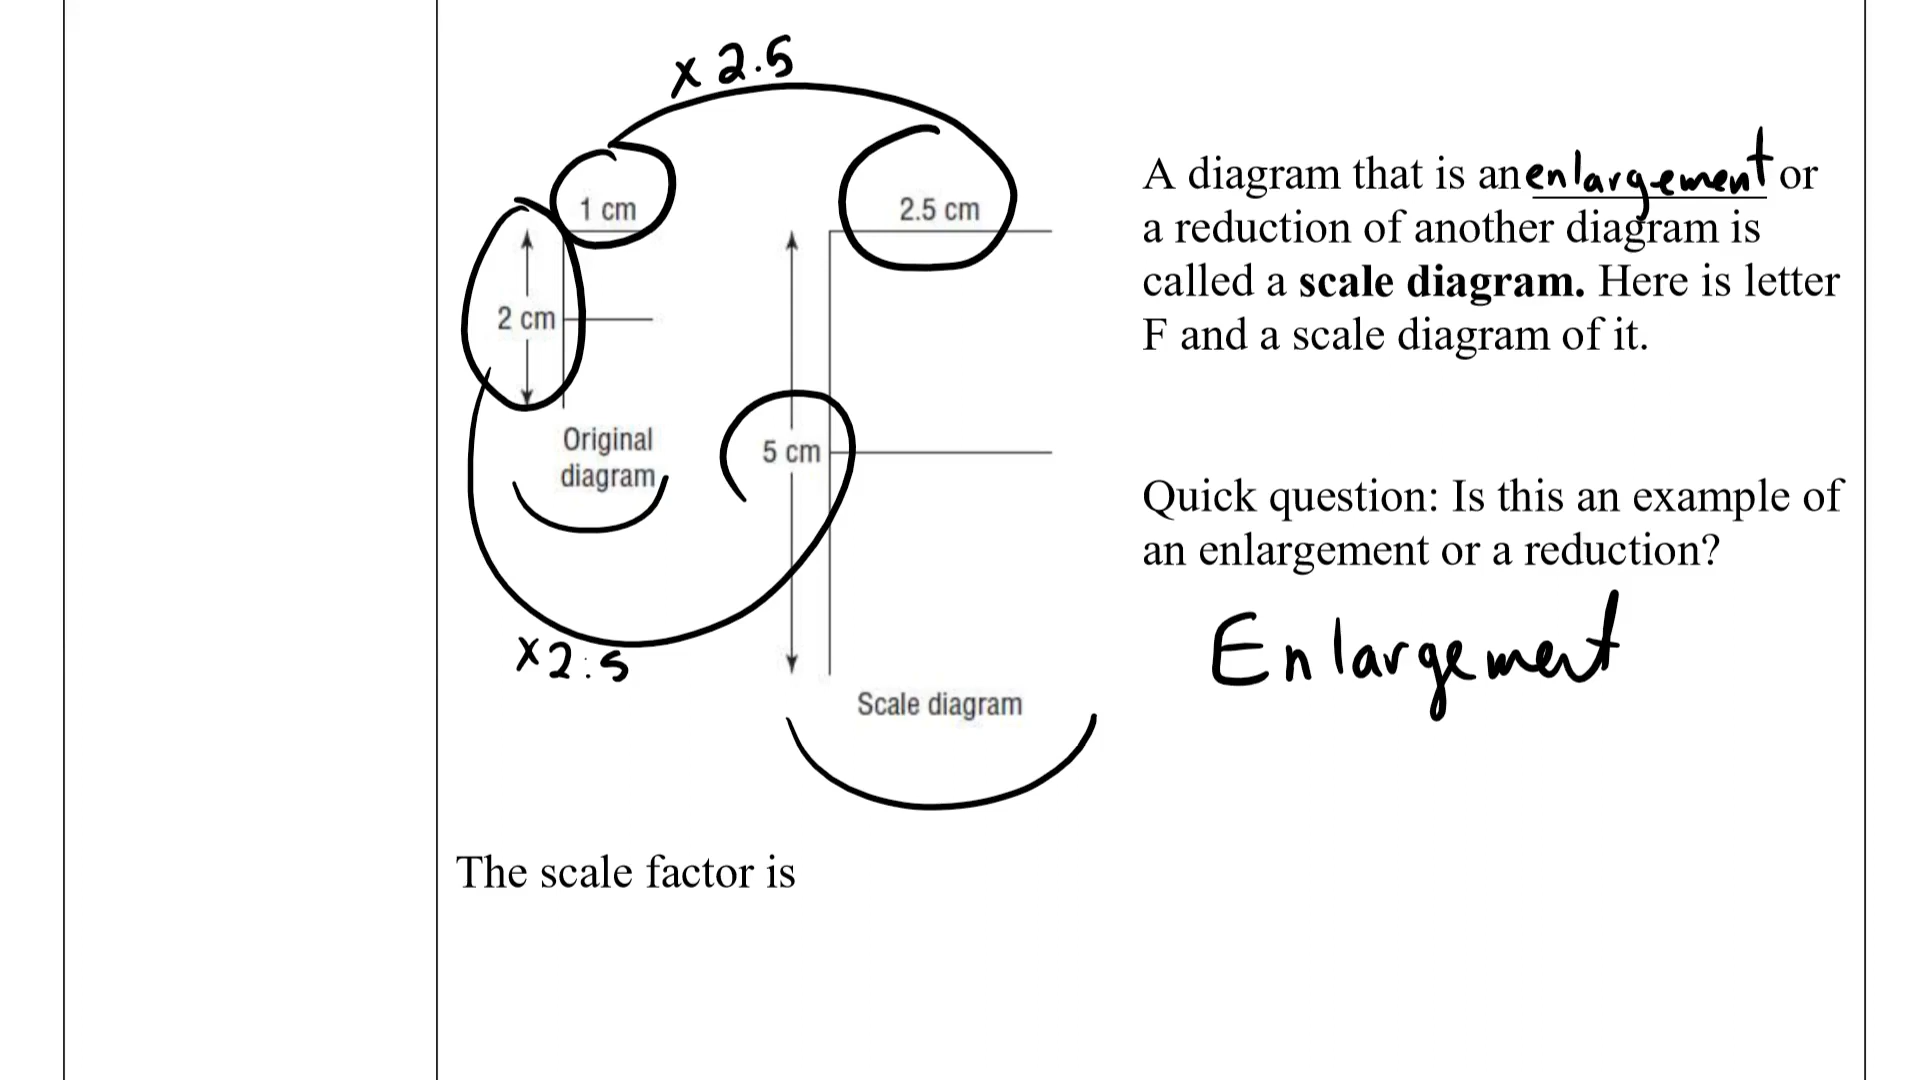 x 2.5
1 cm
2.5 cm
2 cm
5 cm
Original
diagram
x2.5
Scale diagram
The scale factor is
A diagram that is an enlargement or
a reduction of another diagram is
called a scale diagram. Here is letter
F and a scale diagram of it.
Quick question: Is this an example of
an enlargement or a reduction?
Enlargement